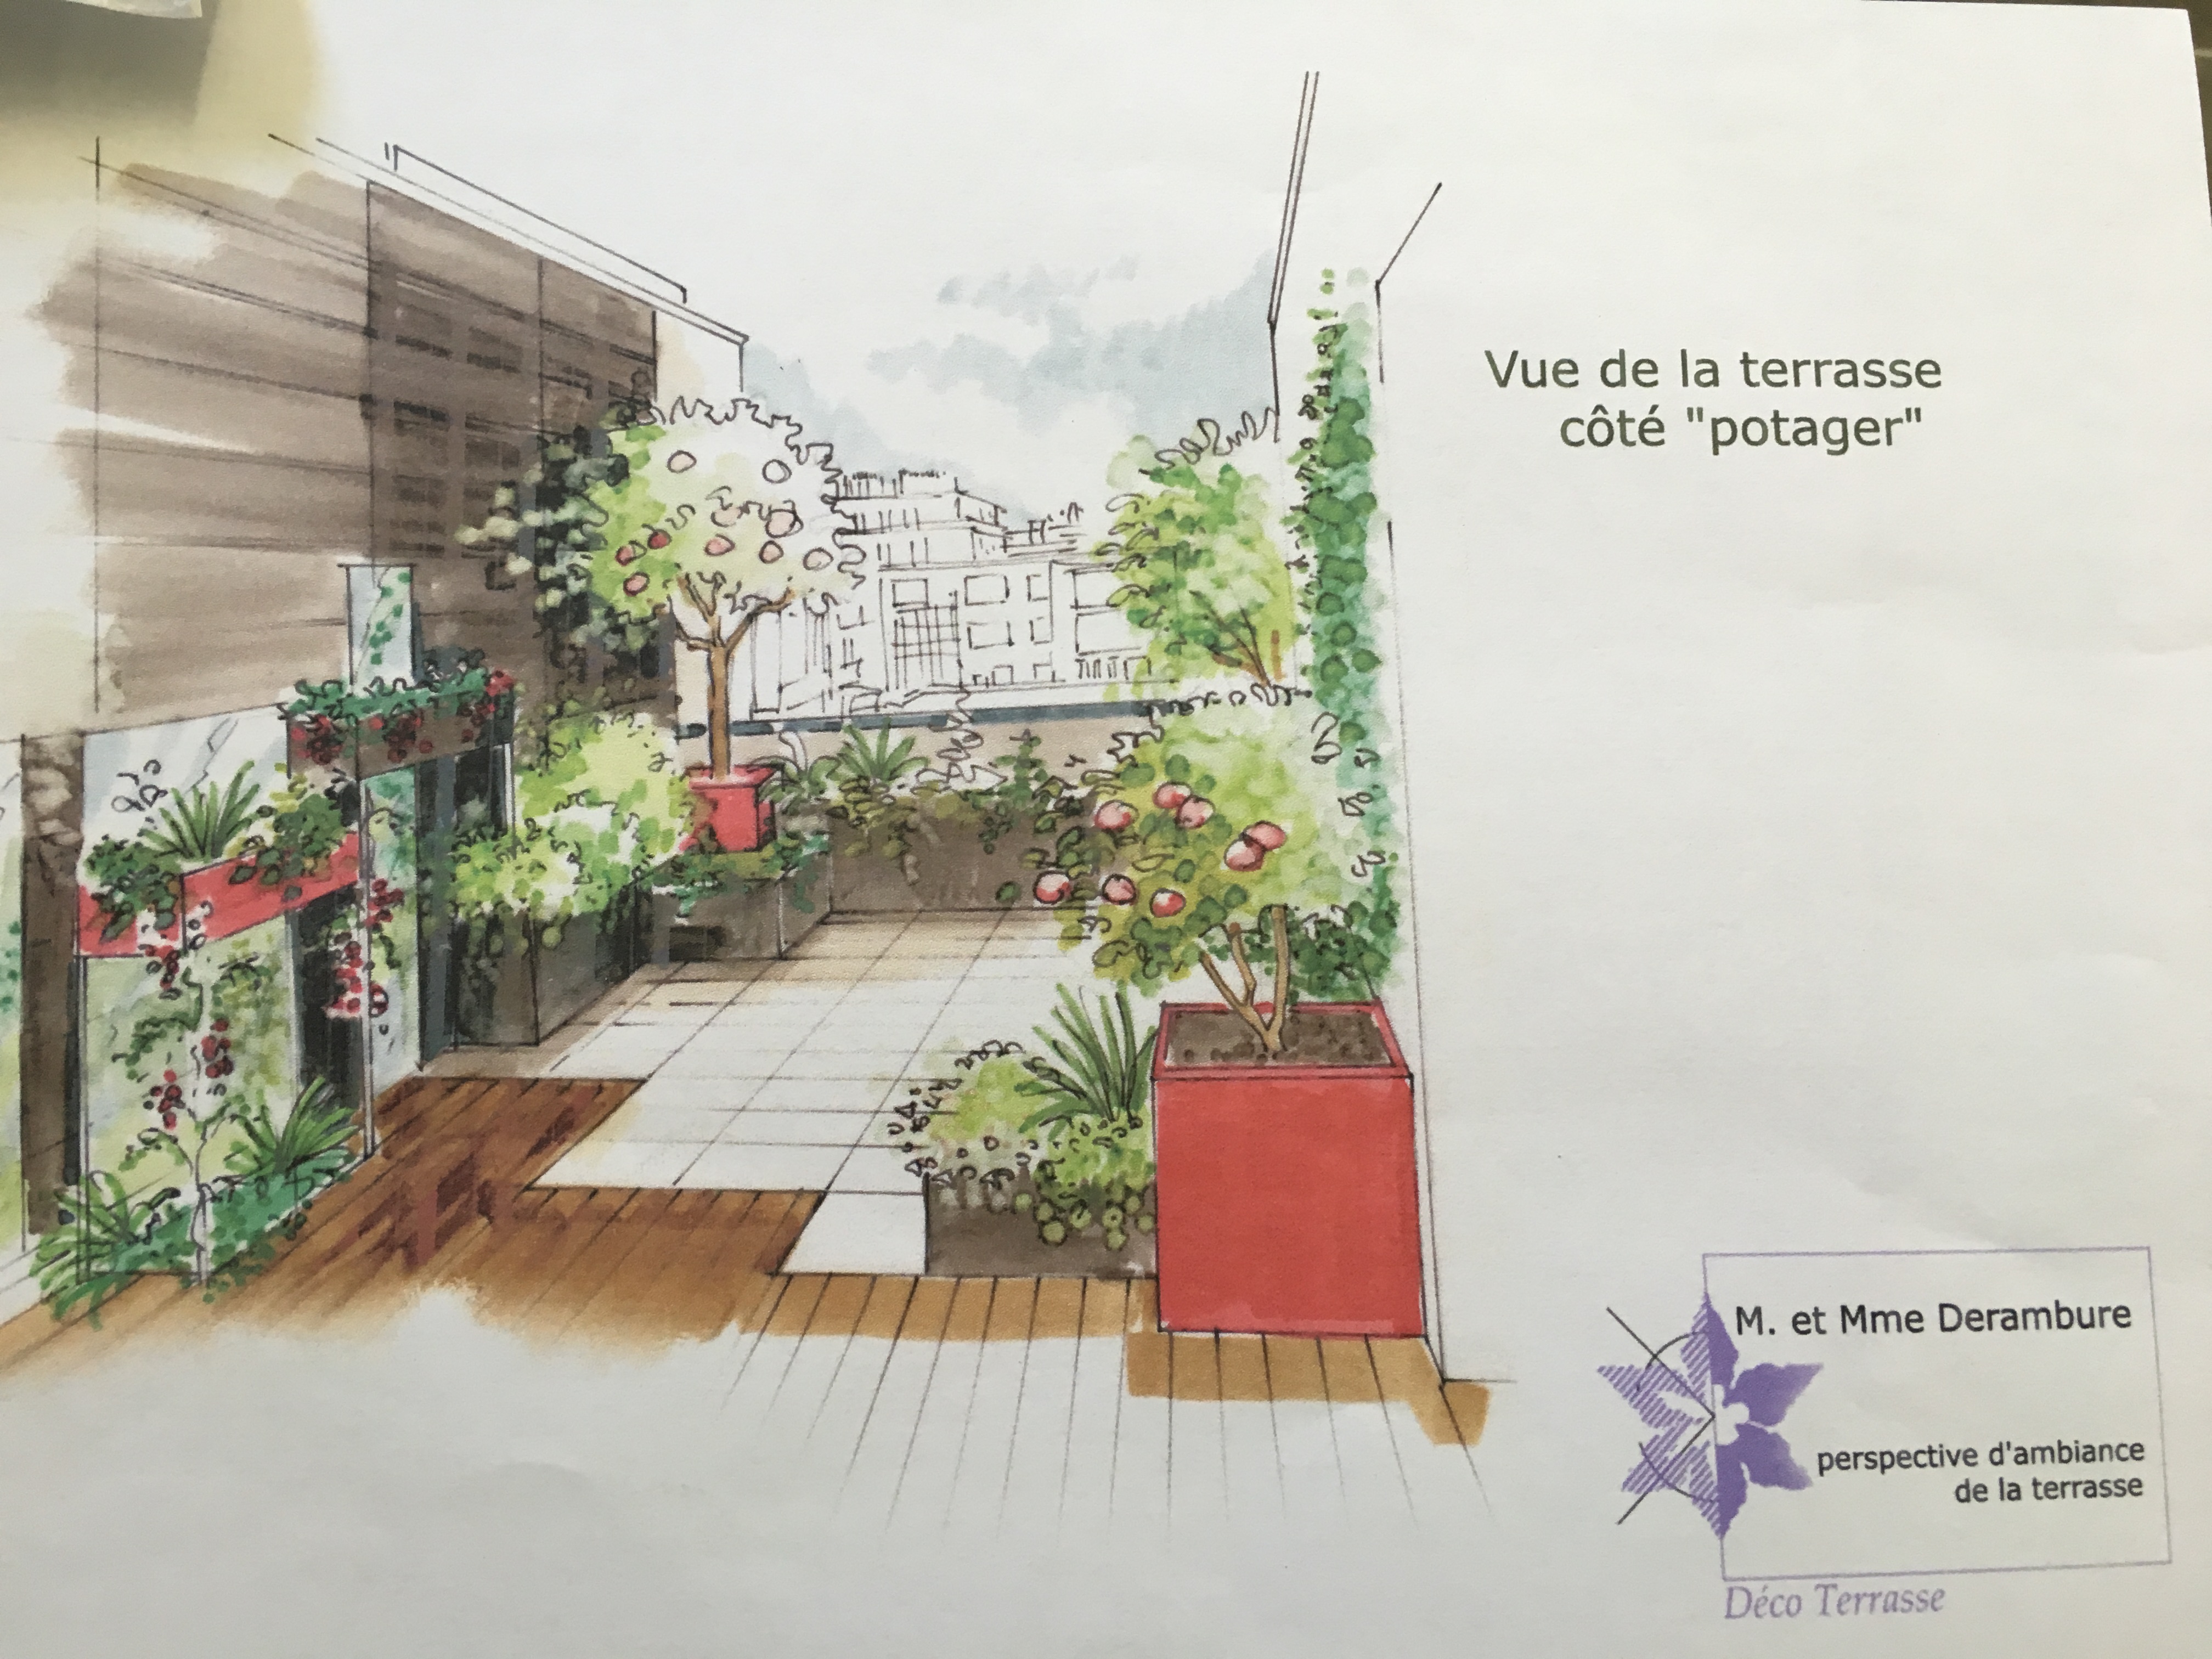 Vue de la terrasse
côté "potager"
M. et Mme Derambure
perspective d'ambiance
de la terrasse
Déco Terrasse